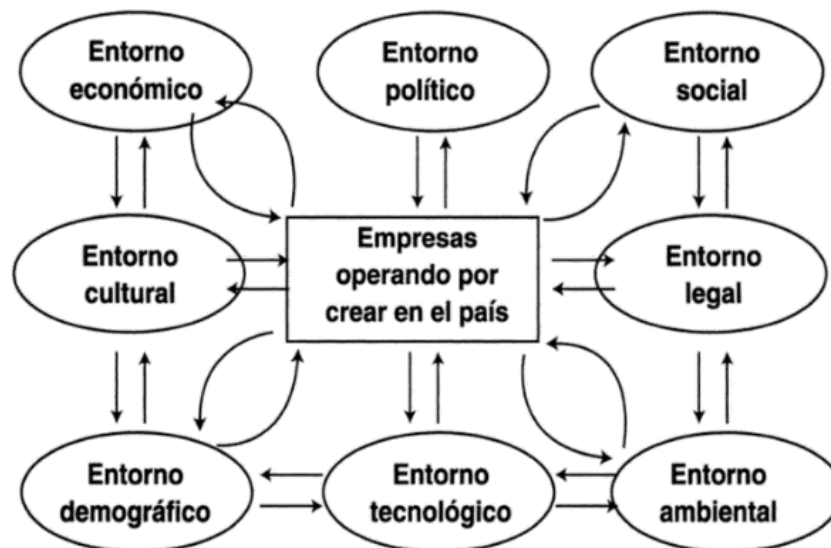 Entorno
económico
Entorno
político
Entorno
social
Entorno
cultural
Empresas
operando por
crear en el país
Entorno
legal
Entorno
demográfico
Entorno
tecnológico
Entorno
ambiental